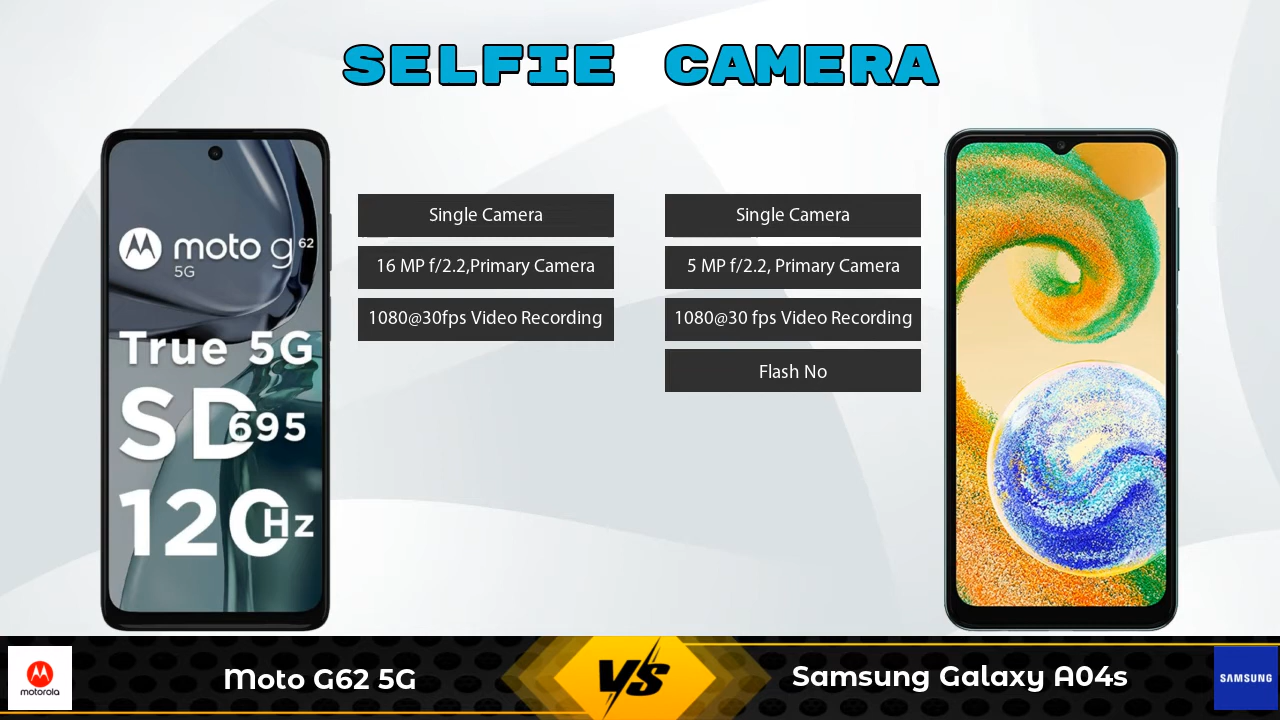 SELFIE CAMERA
moto g 62
5G
True 5G
SD 695
120Hz
Single Camera
16 MP f/2.2,Primary Camera
1080@30fps Video Recording
Single Camera
5 MP f/2.2, Primary Camera
1080@30 fps Video Recording
Flash No
motorola
Moto G62 5G
VS
Samsung Galaxy A04s
SAMSUNG